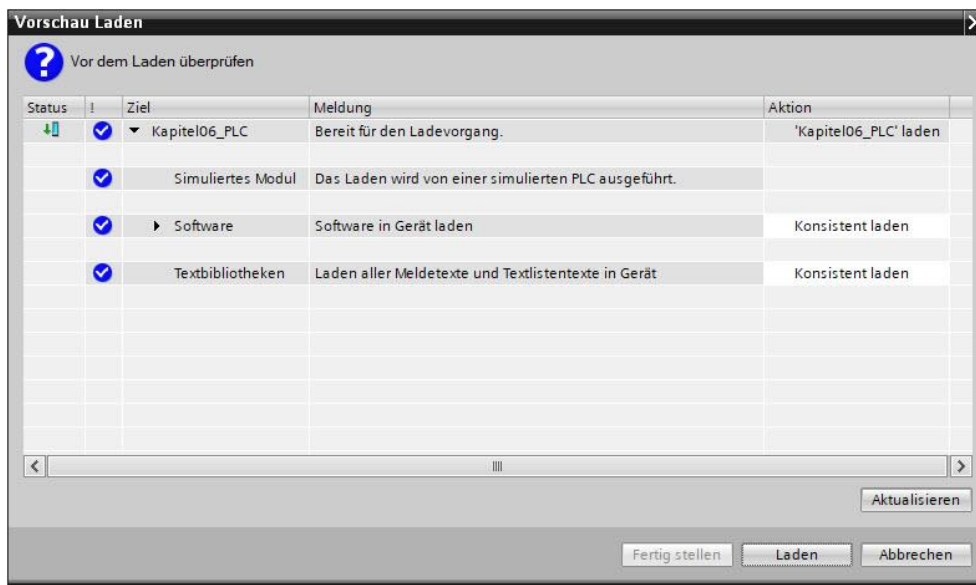 Vorschau Laden
Vor dem Laden überprüfen
Status ! Ziel Meldung Aktion
Kapitel06_PLC Bereit für den Ladevorgang. 'Kapitel06_PLC' laden
Simuliertes Modul Das Laden wird von einer simulierten PLC ausgeführt.
Software Software in Gerät laden Konsistent laden
Textbibliotheken Laden aller Meldetexte und Textlistentexte in Gerät Konsistent laden
Aktualisieren
Fertig stellen Laden Abbrechen